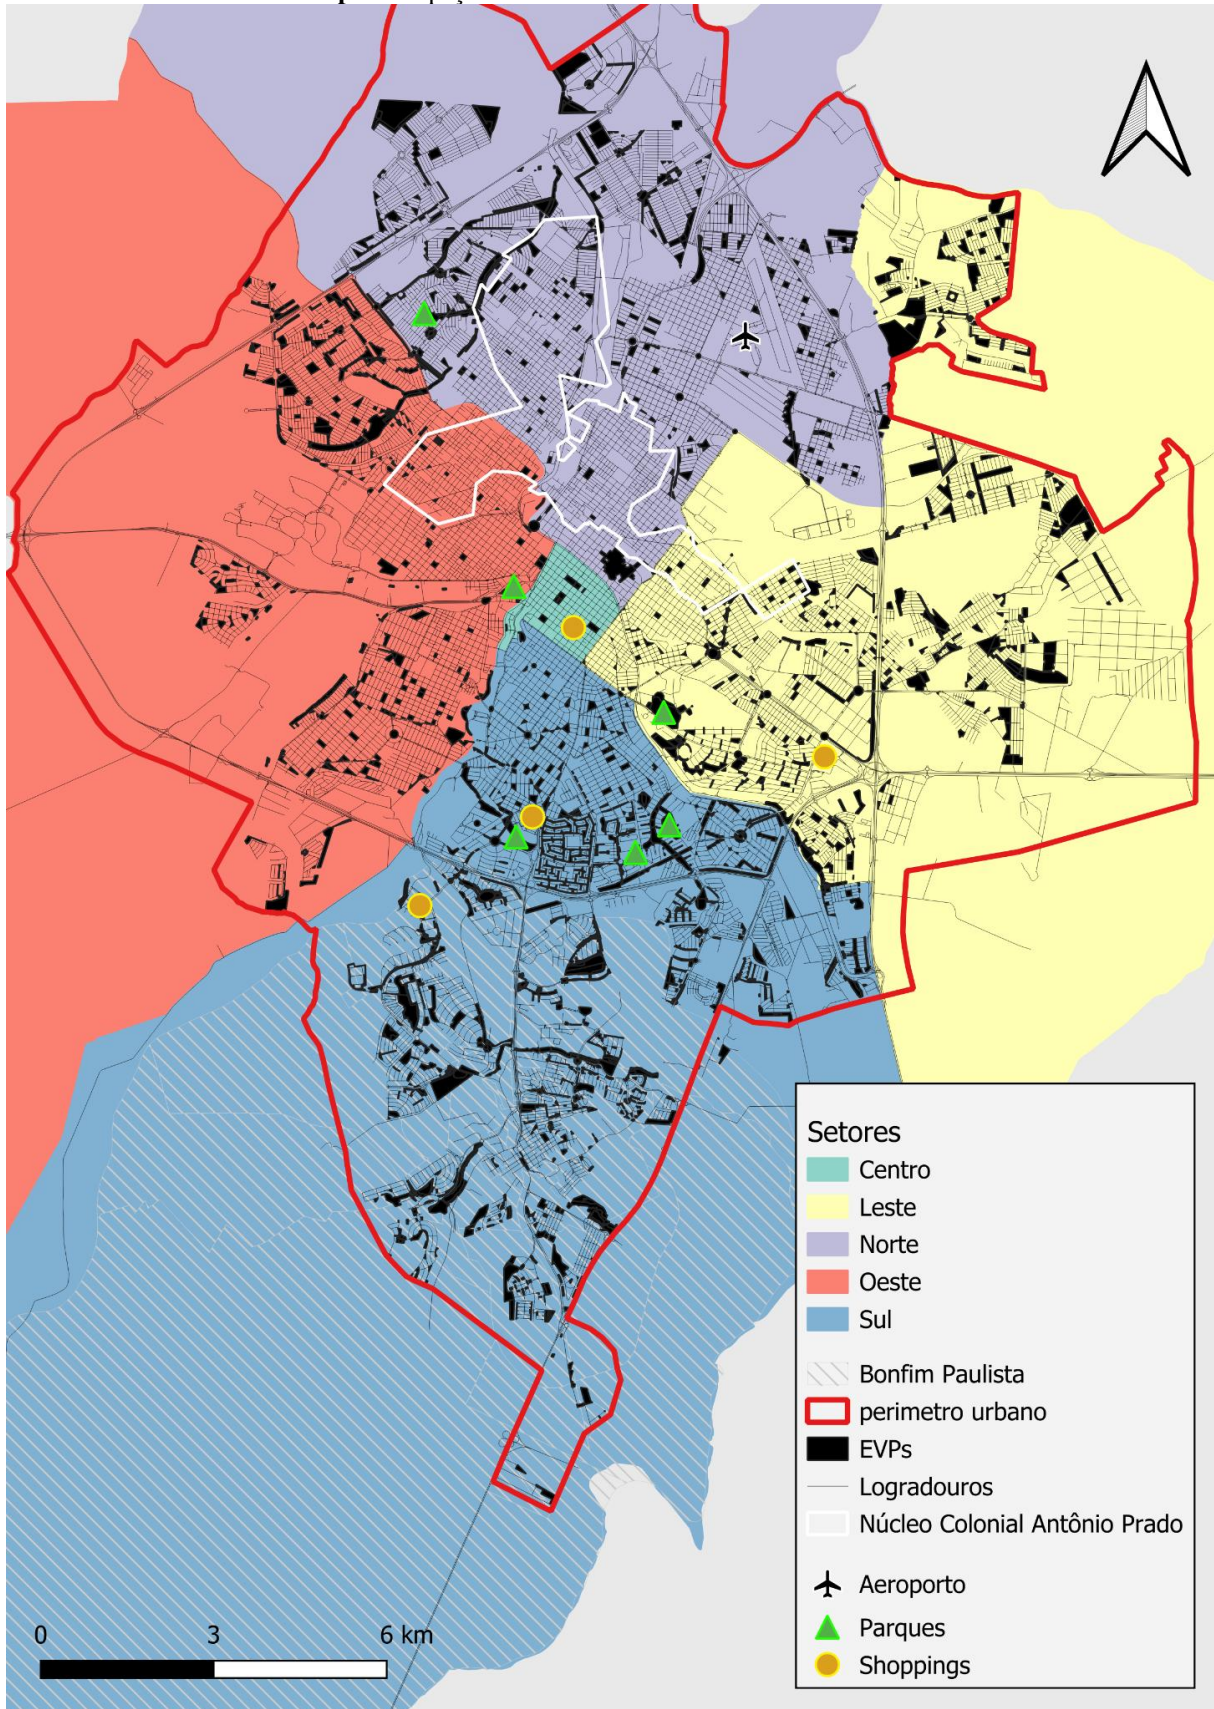 Setores
Centro
Leste
Norte
Oeste
Sul
Bonfim Paulista
perimetro urbano
EVPs
Logradouros
Núcleo Colonial Antônio Prado
Aeroporto
Parques
Shoppings
0 3 6 km